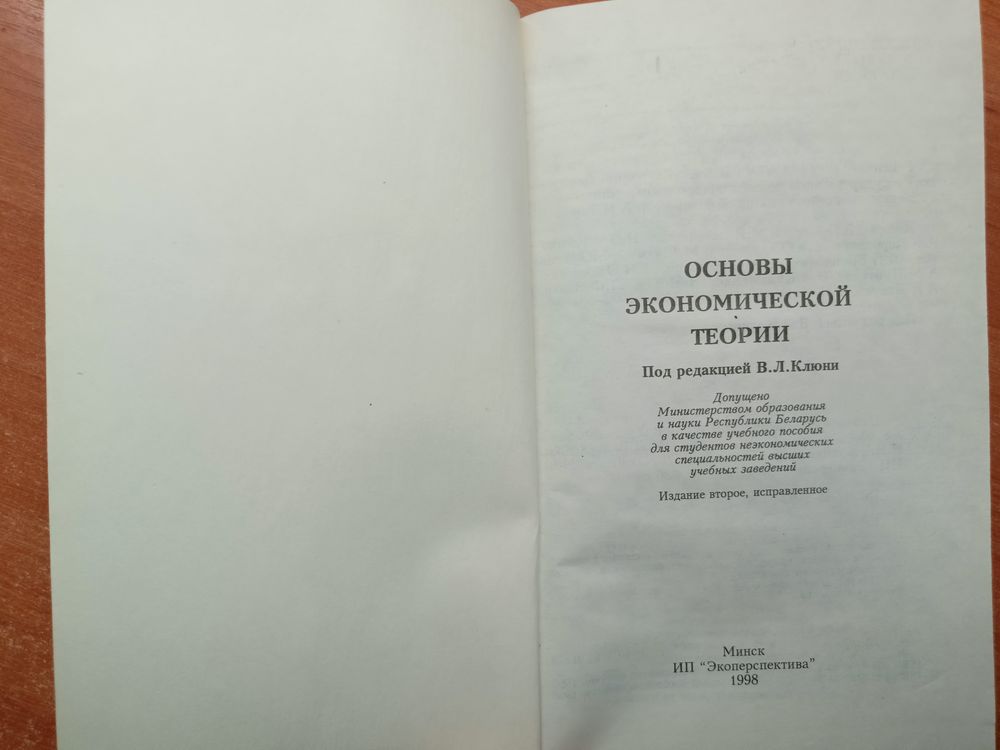 ОСНОВЫ
ЭКОНОМИЧЕСКОЙ
ТЕОРИИ
Под редакцией В.Л.Клюни
Допущено
Министерством образования
и науки Республики Беларусь
в качестве учебного пособия
для студентов неэкономических
специальностей высших
учебных заведений
Издание второе, исправленное
Минск
ИП "Экоперспектива"
1998